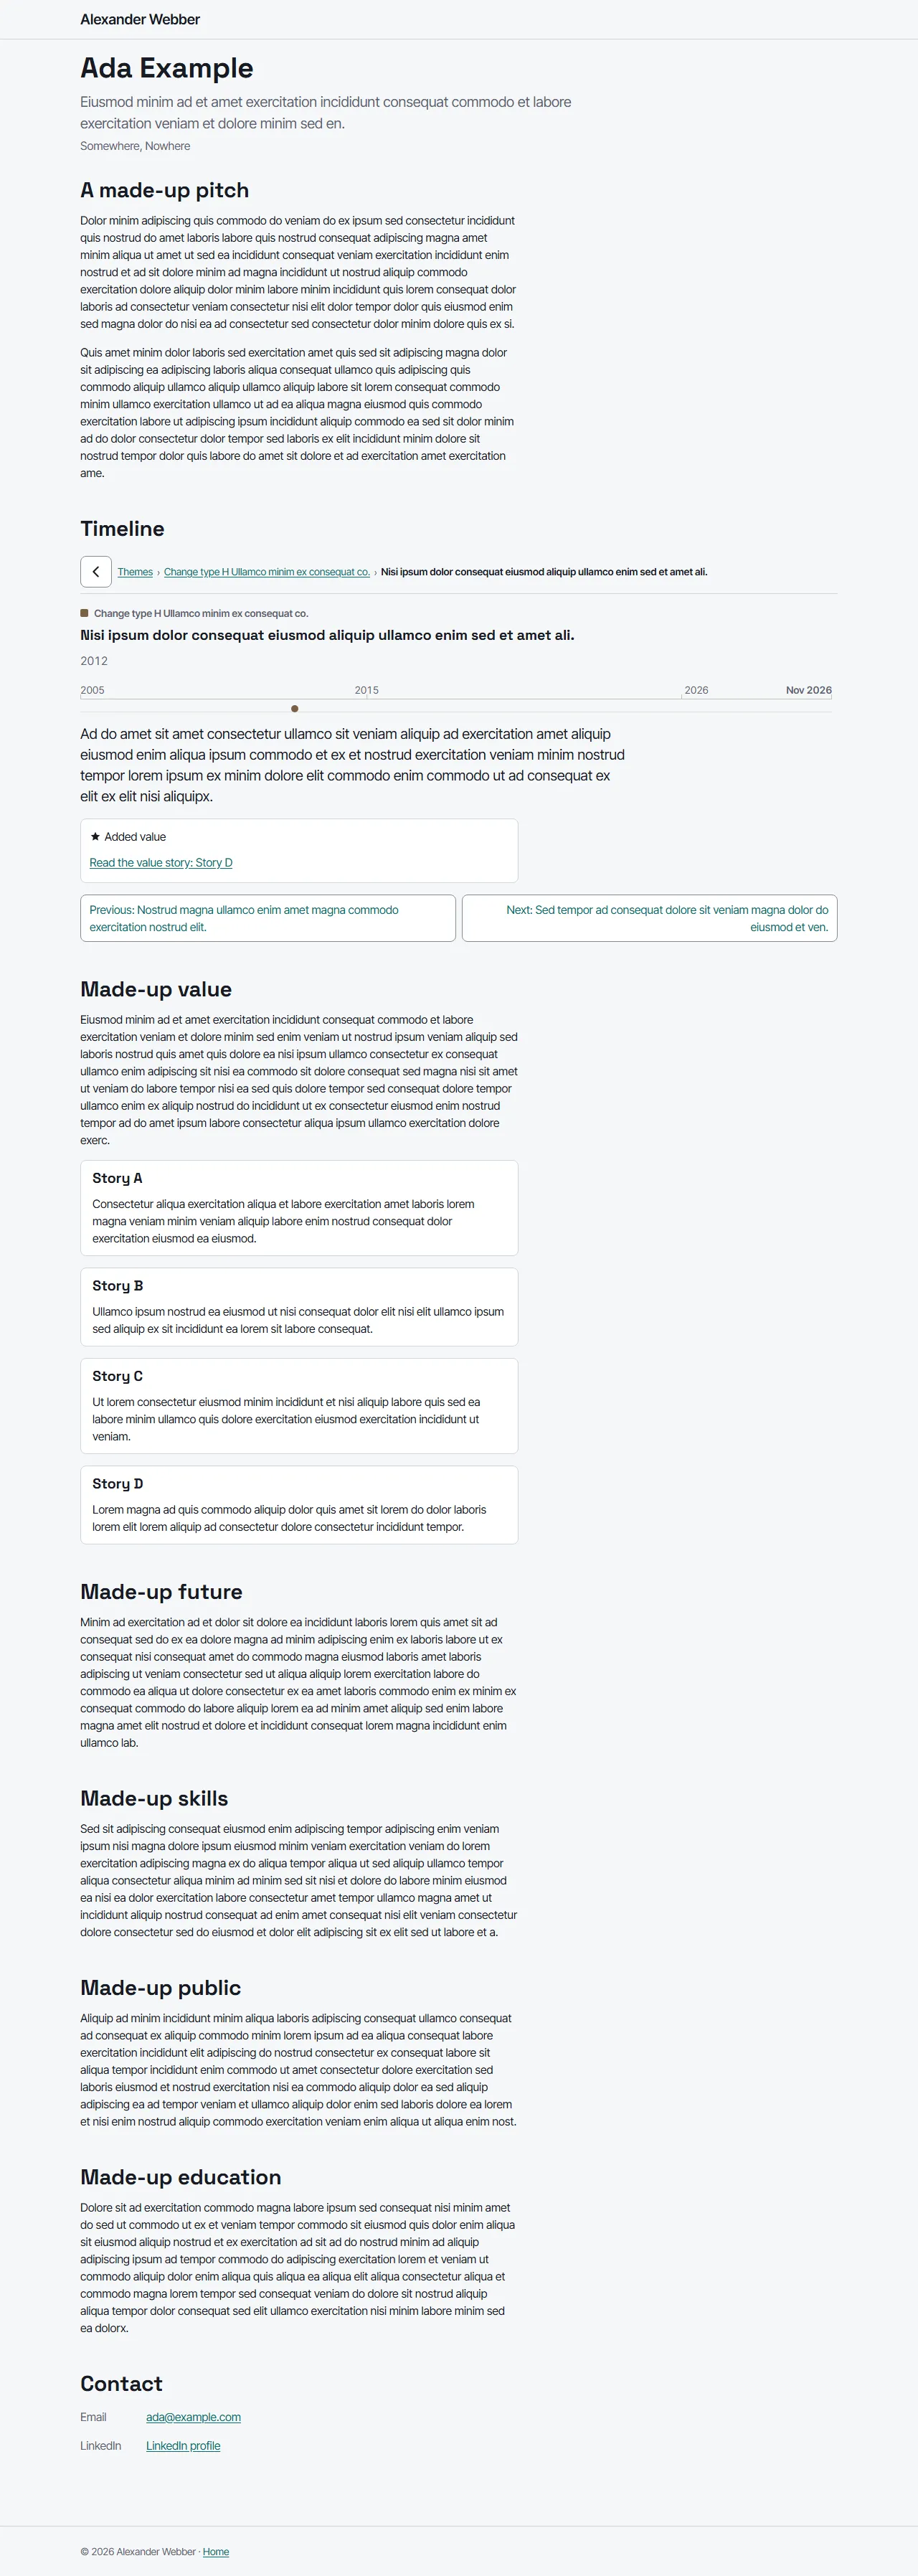 Alexander Webber
Ada Example
Eiusmod minim ad et amet exercitation incididunt consequat commodo et labore
exercitation veniam et dolore minim sed en.
Somewhere, Nowhere
A made-up pitch
Dolor minim adipiscing quis commodo do veniam do ex ipsum sed consectetur incididunt
quis nostrud do amet laboris labore quis nostrud consequat adipiscing magna amet
minim aliqua ut amet ut sed ea incididunt consequat veniam exercitation incididunt enim
nostrud et ad sit dolore minim ad magna incididunt ut nostrud aliquip commodo
exercitation dolore aliquip dolor minim labore minim incididunt quis lorem consequat dolor
laboris ad consectetur veniam consectetur nisi elit dolor tempor dolor quis eiusmod enim
sed magna dolor do nisi ea ad consectetur sed consectetur dolor minim dolore quis ex si.
Quis amet minim dolor laboris sed exercitation amet quis sed sit adipiscing magna dolor
sit adipiscing ea adipiscing laboris aliqua consequat ullamco quis adipiscing quis
commodo aliquip ullamco aliquip ullamco aliquip labore sit lorem consequat commodo
minim ullamco exercitation ullamco ut ad ea aliqua magna eiusmod quis commodo
exercitation labore ut adipiscing ipsum incididunt aliquip commodo ea sed sit dolor minim
ad do dolor consectetur dolor tempor sed laboris ex elit incididunt minim dolore sit
nostrud tempor dolor quis labore do amet sit dolore et ad exercitation amet exercitation
ame.
Timeline
Themes › Change type H Ullamco minim ex consequat co. › Nisi ipsum dolor consequat eiusmod aliquip ullamco enim sed et amet ali.
Change type H Ullamco minim ex consequat co.
Nisi ipsum dolor consequat eiusmod aliquip ullamco enim sed et amet ali.
2012
2005 2015 2026 Nov 2026
Ad do amet sit amet consectetur ullamco sit veniam aliquip ad exercitation amet aliquip
eiusmod enim aliqua ipsum commodo et ex et nostrud exercitation veniam minim nostrud
tempor lorem ipsum ex minim dolore elit commodo enim commodo ut ad consequat ex
elit ex elit nisi aliquipx.
★ Added value
Read the value story: Story D
Previous: Nostrud magna ullamco enim amet magna commodo
exercitation nostrud elit.
Next: Sed tempor ad consequat dolore sit veniam magna dolor do
eiusmod et ven.
Made-up value
Eiusmod minim ad et amet exercitation incididunt consequat commodo et labore
exercitation veniam et dolore minim sed enim veniam ut nostrud ipsum veniam aliquip sed
laboris nostrud quis amet quis dolore ea nisi ipsum ullamco consectetur ex consequat
ullamco enim adipiscing sit nisi ea commodo sit dolore consequat sed magna nisi sit amet
ut veniam do labore tempor nisi ea sed quis dolore tempor sed consequat dolore tempor
ullamco enim ex aliquip nostrud do incididunt ut ex consectetur eiusmod enim nostrud
tempor ad do amet ipsum labore consectetur aliqua ipsum ullamco exercitation dolore
exerc.
Story A
Consectetur aliqua exercitation aliqua et labore exercitation amet laboris lorem
magna veniam minim veniam aliquip labore enim nostrud consequat dolor
exercitation eiusmod ea eiusmod.
Story B
Ullamco ipsum nostrud ea eiusmod ut nisi consequat dolor elit nisi elit ullamco ipsum
sed aliquip ex sit incididunt ea lorem sit labore consequat.
Story C
Ut lorem consectetur eiusmod minim incididunt et nisi aliquip labore quis sed ea
labore minim ullamco quis dolore exercitation eiusmod exercitation incididunt ut
veniam.
Story D
Lorem magna ad quis commodo aliquip dolor quis amet sit lorem do dolor laboris
lorem elit lorem aliquip ad consectetur dolore consectetur incididunt tempor.
Made-up future
Minim ad exercitation ad et dolor sit dolore ea incididunt laboris lorem quis amet sit ad
consequat sed do ex ea dolore magna ad minim adipiscing enim ex laboris labore ut ex
consequat nisi consequat amet do commodo magna eiusmod laboris amet laboris
adipiscing ut veniam consectetur sed ut aliqua aliquip lorem exercitation labore do
commodo ea aliqua ut dolore consectetur ex ea amet laboris commodo enim ex minim ex
consequat commodo do labore aliquip lorem ea ad minim amet aliquip sed enim labore
magna amet elit nostrud et dolore et incididunt consequat lorem magna incididunt enim
ullamco lab.
Made-up skills
Sed sit adipiscing consequat eiusmod enim adipiscing tempor adipiscing enim veniam
ipsum nisi magna dolore ipsum eiusmod minim veniam exercitation veniam do lorem
exercitation adipiscing magna ex do aliqua tempor aliqua ut sed aliquip ullamco tempor
aliqua consectetur aliqua minim ad minim sed sit nisi et dolore do labore minim eiusmod
ea nisi ea dolor exercitation labore consectetur amet tempor ullamco magna amet ut
incididunt aliquip nostrud consequat ad enim amet consequat nisi elit veniam consectetur
dolore consectetur sed do eiusmod et dolor elit adipiscing sit ex elit sed ut labore et a.
Made-up public
Aliquip ad minim incididunt minim aliqua laboris adipiscing consequat ullamco consequat
ad consequat ex aliquip commodo minim lorem ipsum ad ea aliqua consequat labore
exercitation incididunt elit adipiscing do nostrud consectetur ex consequat labore sit
aliqua tempor incididunt enim commodo ut amet consectetur dolore exercitation sed
laboris eiusmod et nostrud exercitation nisi ea commodo aliquip dolor ea sed aliquip
adipiscing ea ad tempor veniam et ullamco aliquip dolor enim sed laboris dolore ea lorem
et nisi enim nostrud aliquip commodo exercitation veniam enim aliqua ut aliqua enim nost.
Made-up education
Dolore sit ad exercitation commodo magna labore ipsum sed consequat nisi minim amet
do sed ut commodo ut ex et veniam tempor commodo sit eiusmod quis dolor enim aliqua
sit eiusmod aliquip nostrud et ex exercitation ad sit ad do nostrud minim ad aliquip
adipiscing ipsum ad tempor commodo do adipiscing exercitation lorem et veniam ut
commodo aliquip dolor enim aliqua quis aliqua ea aliqua elit aliqua consectetur aliqua et
commodo magna lorem tempor sed consequat veniam do dolore sit nostrud aliquip
aliqua tempor dolor consequat sed elit ullamco exercitation nisi minim labore minim sed
ea dolorx.
Contact
Email ada@example.com
LinkedIn LinkedIn profile
© 2026 Alexander Webber · Home